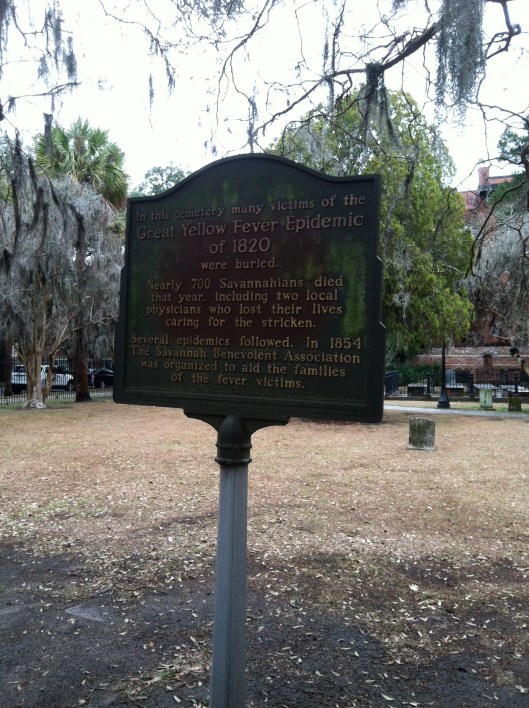 In this cemetery many victims of the
Great Yellow Fever Epidemic
of 1820
were buried.
Nearly 700 Savannahians died
that year, including two local
physicians who lost their lives
caring for the stricken.
Several epidemics followed. In 1854
The Savannah Benevolent Association
was organized to aid the families
of the fever victims.